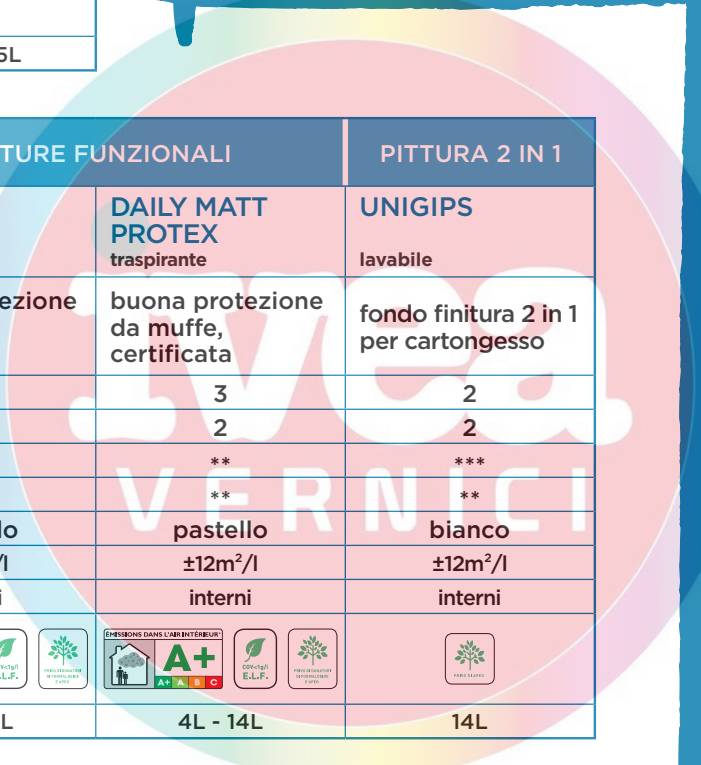 5L
TURE FUNZIONALI
PITTURA 2 IN 1
DAILY MATT
PROTEX
traspirante
UNIGIPS
lavabile
ezione
buona protezione
da muffe,
certificata
fondo finitura 2 in 1
per cartongesso
3
2
2
2
**
***
**
**
lo
pastello
bianco
/l
±12m²/l
±12m²/l
i
interni
interni
ÉMISSIONS DANS L'AIR INTÉRIEUR*
A+
A+ A B C
COV<1g/l
E.L.F.
V<1g/l
L.F.
L
4L - 14L
14L
ivea
VERNICI